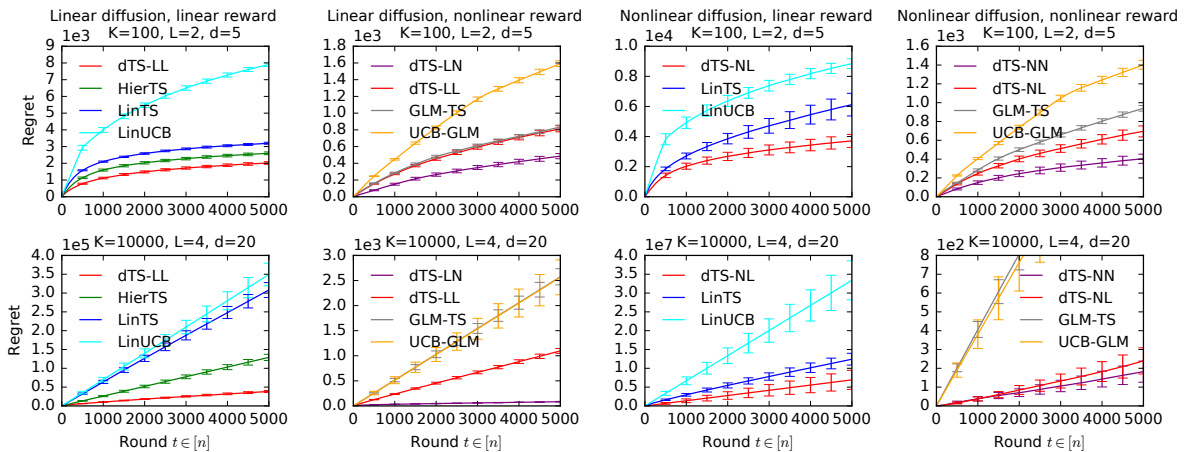 Linear diffusion, linear reward
K=100, L=2, d=5
1e3
9
8
7
6
5
4
3
2
1
0
Regret
dTS-LL
HierTS
LinTS
LinUCB
0 1000 2000 3000 4000 5000
Linear diffusion, nonlinear reward
K=100, L=2, d=5
1e3
1.8
1.6
1.4
1.2
1.0
0.8
0.6
0.4
0.2
0.0
dTS-LN
dTS-LL
GLM-TS
UCB-GLM
0 1000 2000 3000 4000 5000
Nonlinear diffusion, linear reward
K=100, L=2, d=5
1e4
1.0
0.8
0.6
0.4
0.2
0.0
dTS-NL
LinTS
LinUCB
0 1000 2000 3000 4000 5000
Nonlinear diffusion, nonlinear reward
K=100, L=2, d=5
1e3
1.6
1.4
1.2
1.0
0.8
0.6
0.4
0.2
0.0
dTS-NN
dTS-NL
GLM-TS
UCB-GLM
0 1000 2000 3000 4000 5000
K=10000, L=4, d=20
1e5
4.0
3.5
3.0
2.5
2.0
1.5
1.0
0.5
0.0
Regret
dTS-LL
HierTS
LinTS
LinUCB
0 1000 2000 3000 4000 5000
Round t ∈ [n]
K=10000, L=4, d=20
1e3
3.0
2.5
2.0
1.5
1.0
0.5
0.0
dTS-LN
dTS-LL
GLM-TS
UCB-GLM
0 1000 2000 3000 4000 5000
Round t ∈ [n]
K=10000, L=4, d=20
1e7
4.0
3.5
3.0
2.5
2.0
1.5
1.0
0.5
0.0
dTS-NL
LinTS
LinUCB
0 1000 2000 3000 4000 5000
Round t ∈ [n]
K=10000, L=4, d=20
1e2
8
6
4
2
0
dTS-NN
dTS-NL
GLM-TS
UCB-GLM
0 1000 2000 3000 4000 5000
Round t ∈ [n]